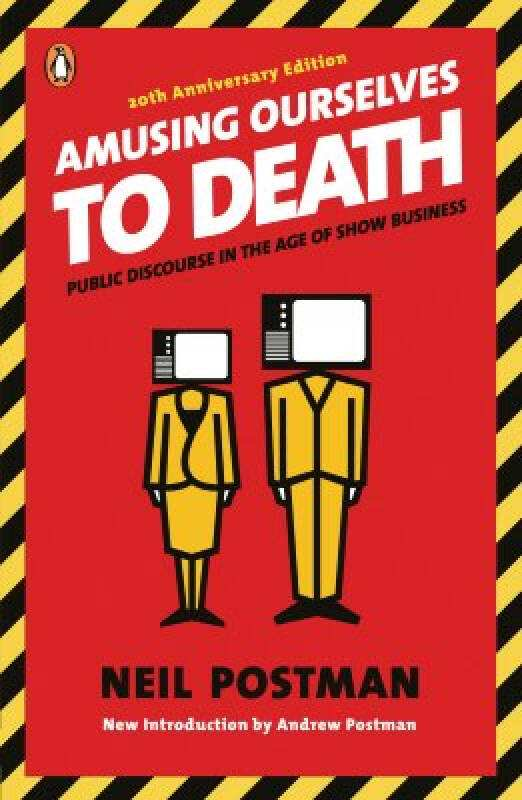 20th Anniversary Edition
AMUSING OURSELVES
TO DEATH
PUBLIC DISCOURSE IN THE AGE OF SHOW BUSINESS
NEIL POSTMAN
New Introduction by Andrew Postman